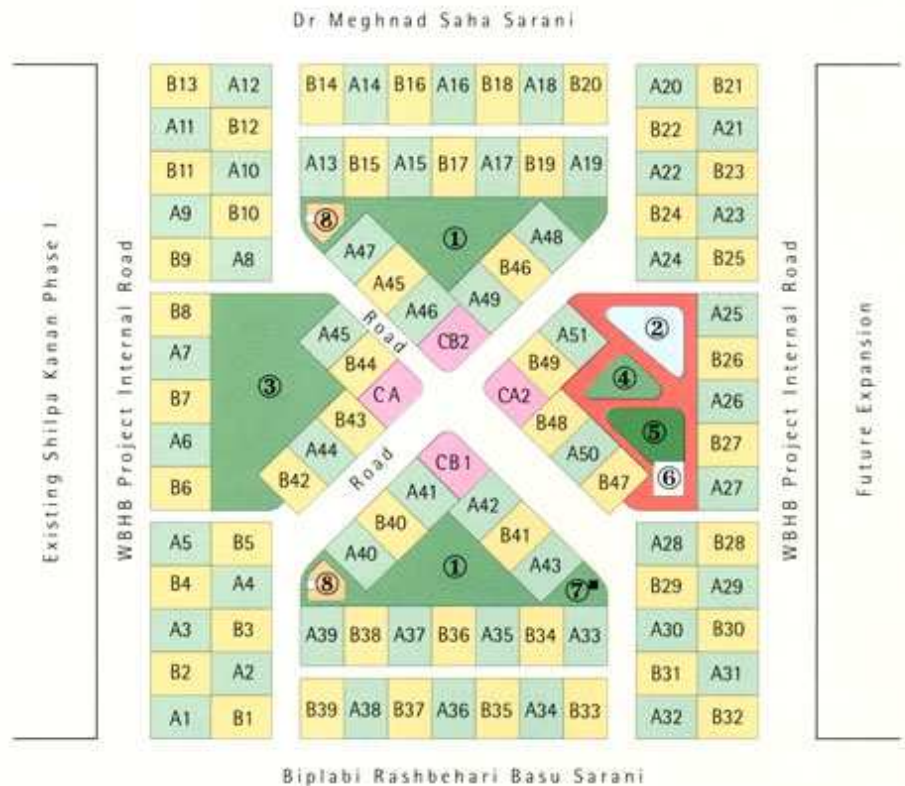 Dr Meghnad Saha Sarani
B13 A12 B14 A14 B16 A16 B18 A18 B20 A20 B21
A11 B12 B22 A21
B11 A10 A13 B15 A15 B17 A17 B19 A19 A22 B23
A9 B10 B24 A23
B9 A8 A24 B25
⑧ ①
A47 A48
A45 B46
A46 A49
CB2
Road
B8 A25
A7 B26
B7 A26
A6 B27
B6 A27
③
A45
B44
CA
B43
A44
B42
Road
A51
B49
CA2
B48
A50
B47
②
④
⑤
⑥
CB1
A41 A42
B40 B41
A40 A43
⑧ ① ⑦
A5 B5 A28 B28
B4 A4 B29 A29
A3 B3 A39 B38 A37 B36 A35 B34 A33 A30 B30
B2 A2 B31 A31
A1 B1 B39 A38 B37 A36 B35 A34 B33 A32 B32
Existing Shilpa Kanan Phase I
WBHB Project Internal Road
WBHB Project Internal Road
Future Expansion
Biplabi Rashbehari Basu Sarani